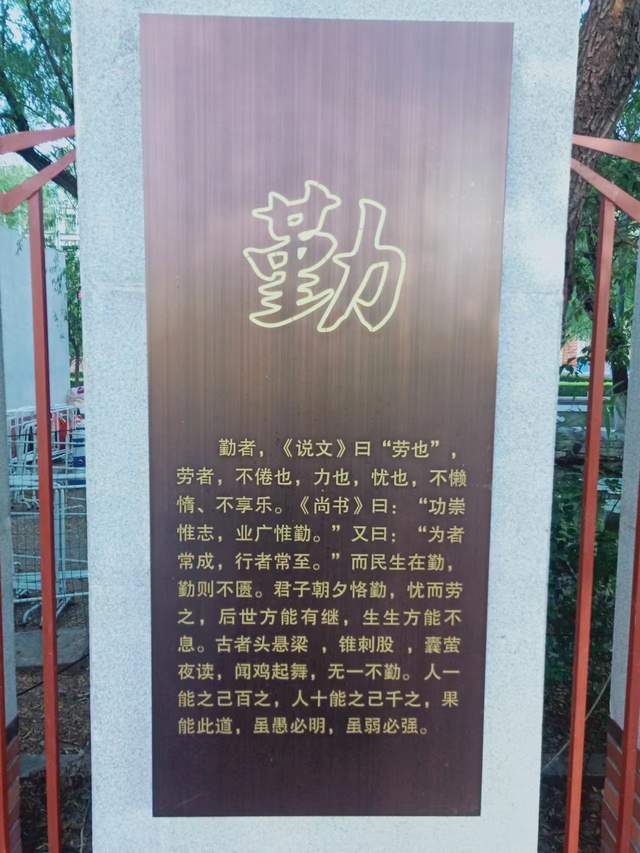 勤
勤者，《说文》曰“劳也”，
劳者，不倦也，力也，忧也，不懒
惰、不享乐。《尚书》曰：“功崇
惟志，业广惟勤。”又曰：“为者
常成，行者常至。”而民生在勤，
勤则不匮。君子朝夕恪勤，忧而劳
之，后世方能有继，生生方能不
息。古者头悬梁，锥刺股，囊萤
夜读，闻鸡起舞，无一不勤。人一
能之己百之，人十能之己千之，果
能此道，虽愚必明，虽弱必强。